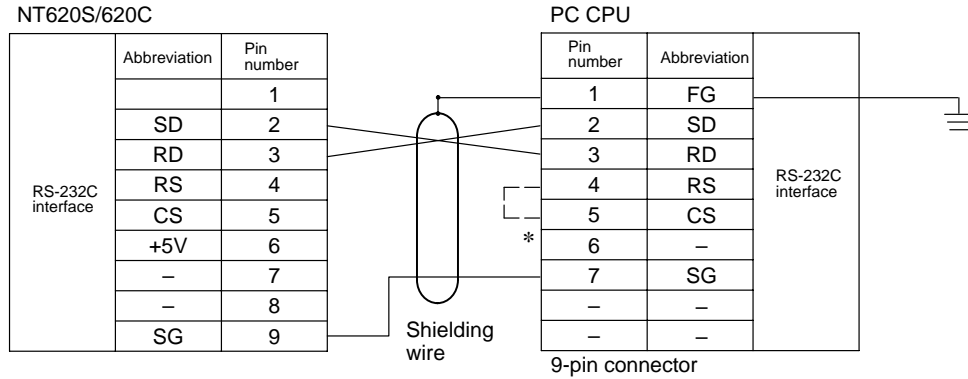 NT620S/620C
Abbreviation Pin number
1
SD 2
RD 3
RS 4
CS 5
+5V 6
– 7
– 8
SG 9
RS-232C interface
Shielding wire
PC CPU
Pin number Abbreviation
1 FG
2 SD
3 RD
4 RS
5 CS
* 6 –
7 SG
– –
– –
RS-232C interface
9-pin connector